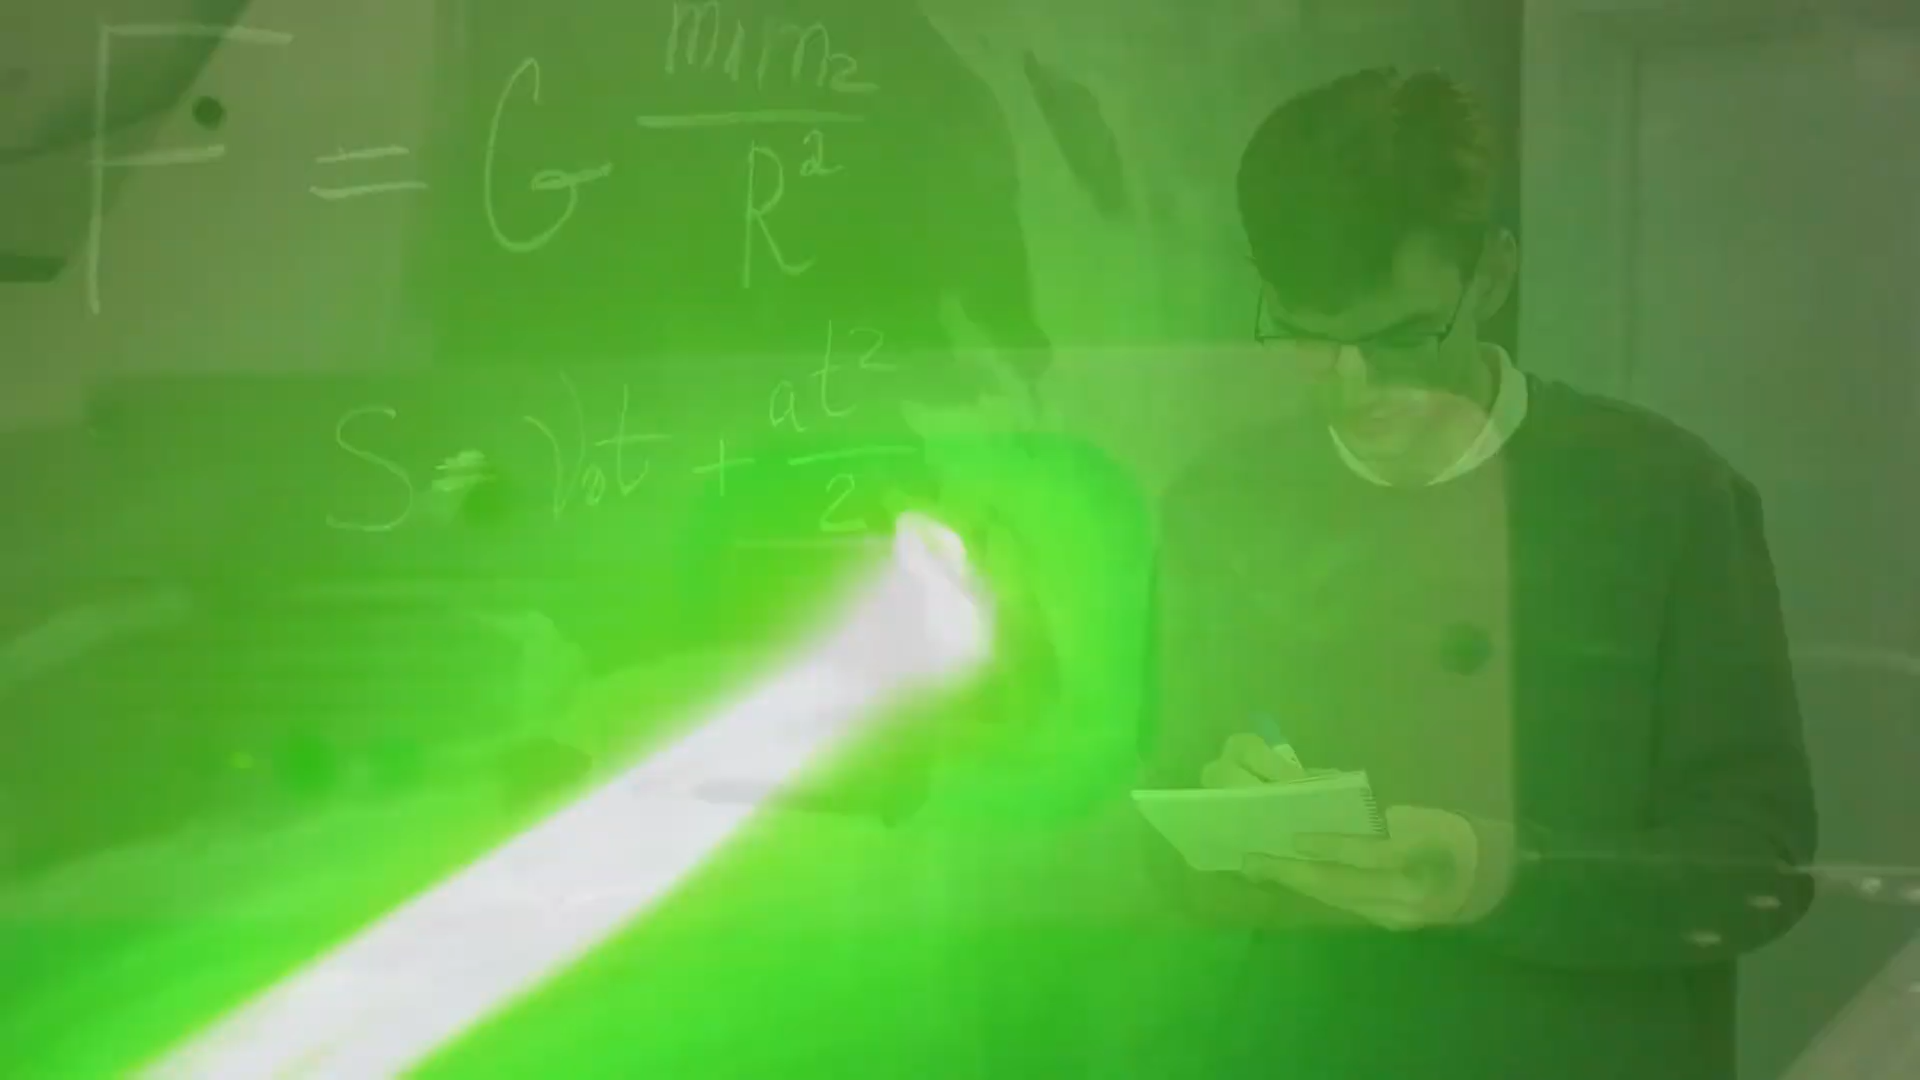 F = G m₁m₂/R²
S = V₀t + at²/2